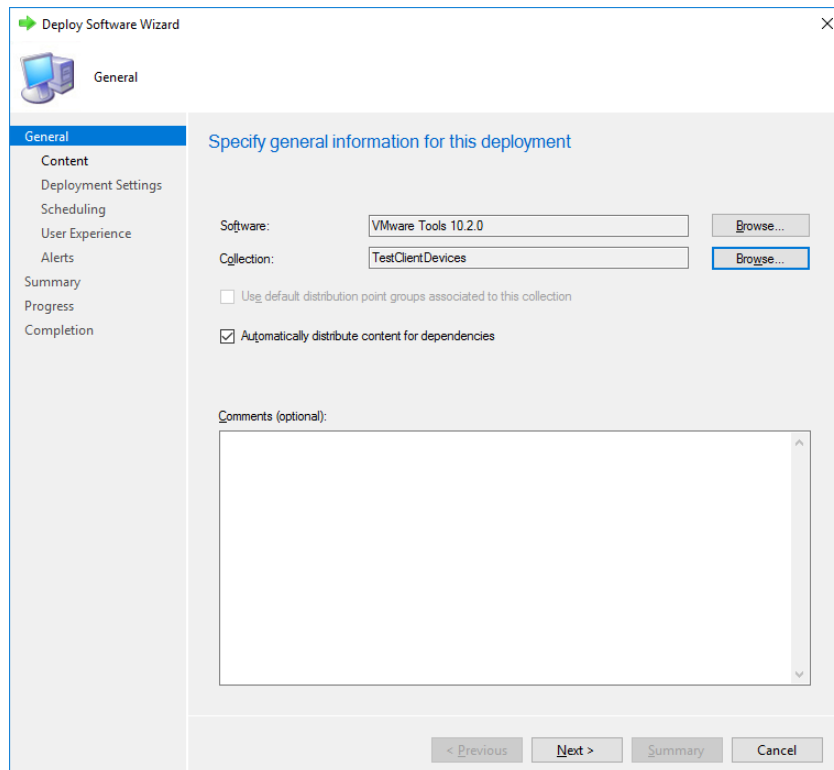 Deploy Software Wizard
General
General
Content
Deployment Settings
Scheduling
User Experience
Alerts
Summary
Progress
Completion
Specify general information for this deployment
Software: VMware Tools 10.2.0 Browse...
Collection: TestClientDevices Browse...
Use default distribution point groups associated to this collection
Automatically distribute content for dependencies
Comments (optional):
< Previous Next > Summary Cancel